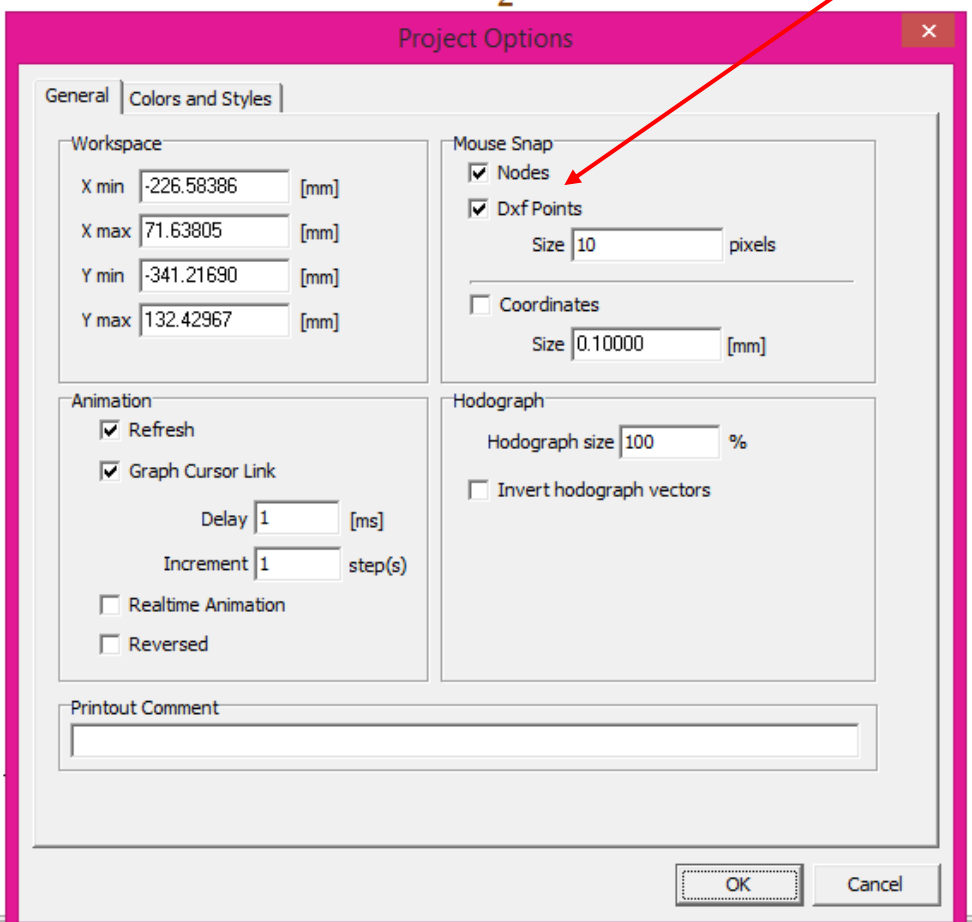 2
Project Options
General Colors and Styles
Workspace
X min -226.58386 [mm]
X max 71.63805 [mm]
Y min -341.21690 [mm]
Y max 132.42967 [mm]
Mouse Snap
Nodes
Dxf Points
Size 10 pixels
Coordinates
Size 0.10000 [mm]
Animation
Refresh
Graph Cursor Link
Delay 1 [ms]
Increment 1 step(s)
Realtime Animation
Reversed
Hodograph
Hodograph size 100 %
Invert hodograph vectors
Printout Comment
OK Cancel